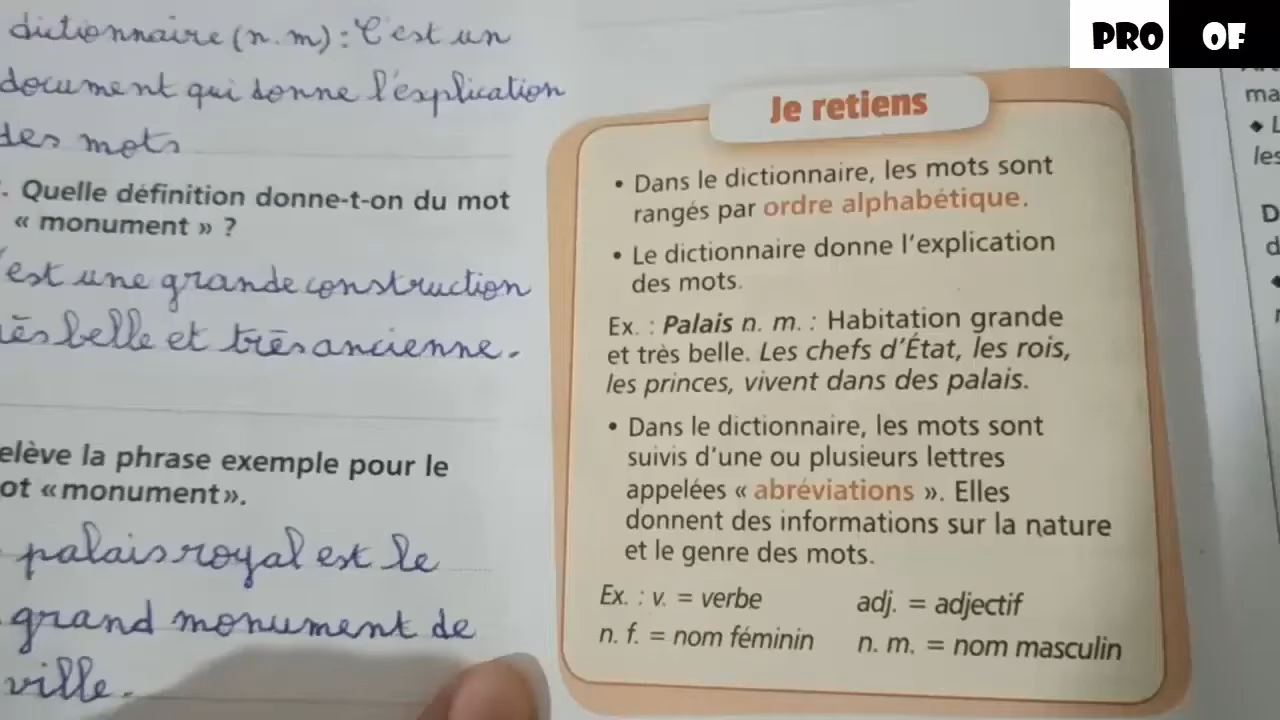 PRO OF
dictionnaire (n.m) : C'est un
document qui donne l'explication
des mots
. Quelle définition donne-t-on du mot
« monument » ?
'est une grande construction
rès belle et très ancienne.
elève la phrase exemple pour le
ot «monument».
palais royal est le
grand monument de
ville.
Je retiens
• Dans le dictionnaire, les mots sont
rangés par ordre alphabétique.
• Le dictionnaire donne l'explication
des mots.
Ex. : Palais n. m. : Habitation grande
et très belle. Les chefs d'État, les rois,
les princes, vivent dans des palais.
• Dans le dictionnaire, les mots sont
suivis d'une ou plusieurs lettres
appelées « abréviations ». Elles
donnent des informations sur la nature
et le genre des mots.
Ex. : v. = verbe adj. = adjectif
n. f. = nom féminin n. m. = nom masculin
ma
◆ L
les
D
d